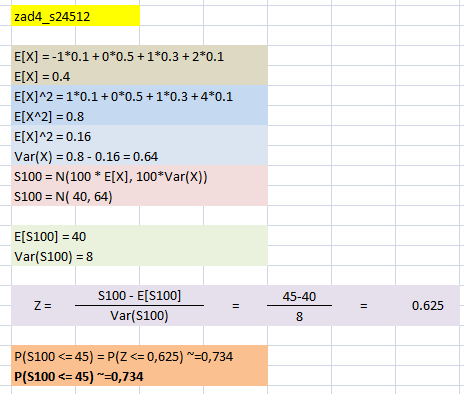 zad4_s24512
E[X] = -1*0.1 + 0*0.5 + 1*0.3 + 2*0.1
E[X] = 0.4
E[X]^2 = 1*0.1 + 0*0.5 + 1*0.3 + 4*0.1
E[X^2] = 0.8
E[X]^2 = 0.16
Var(X) = 0.8 - 0.16 = 0.64
S100 = N(100 * E[X], 100*Var(X))
S100 = N( 40, 64)
E[S100] = 40
Var(S100) = 8
Z = S100 - E[S100] = 45-40 = 0.625
Var(S100) 8
P(S100 <= 45) = P(Z <= 0,625) ~=0,734
P(S100 <= 45) ~=0,734